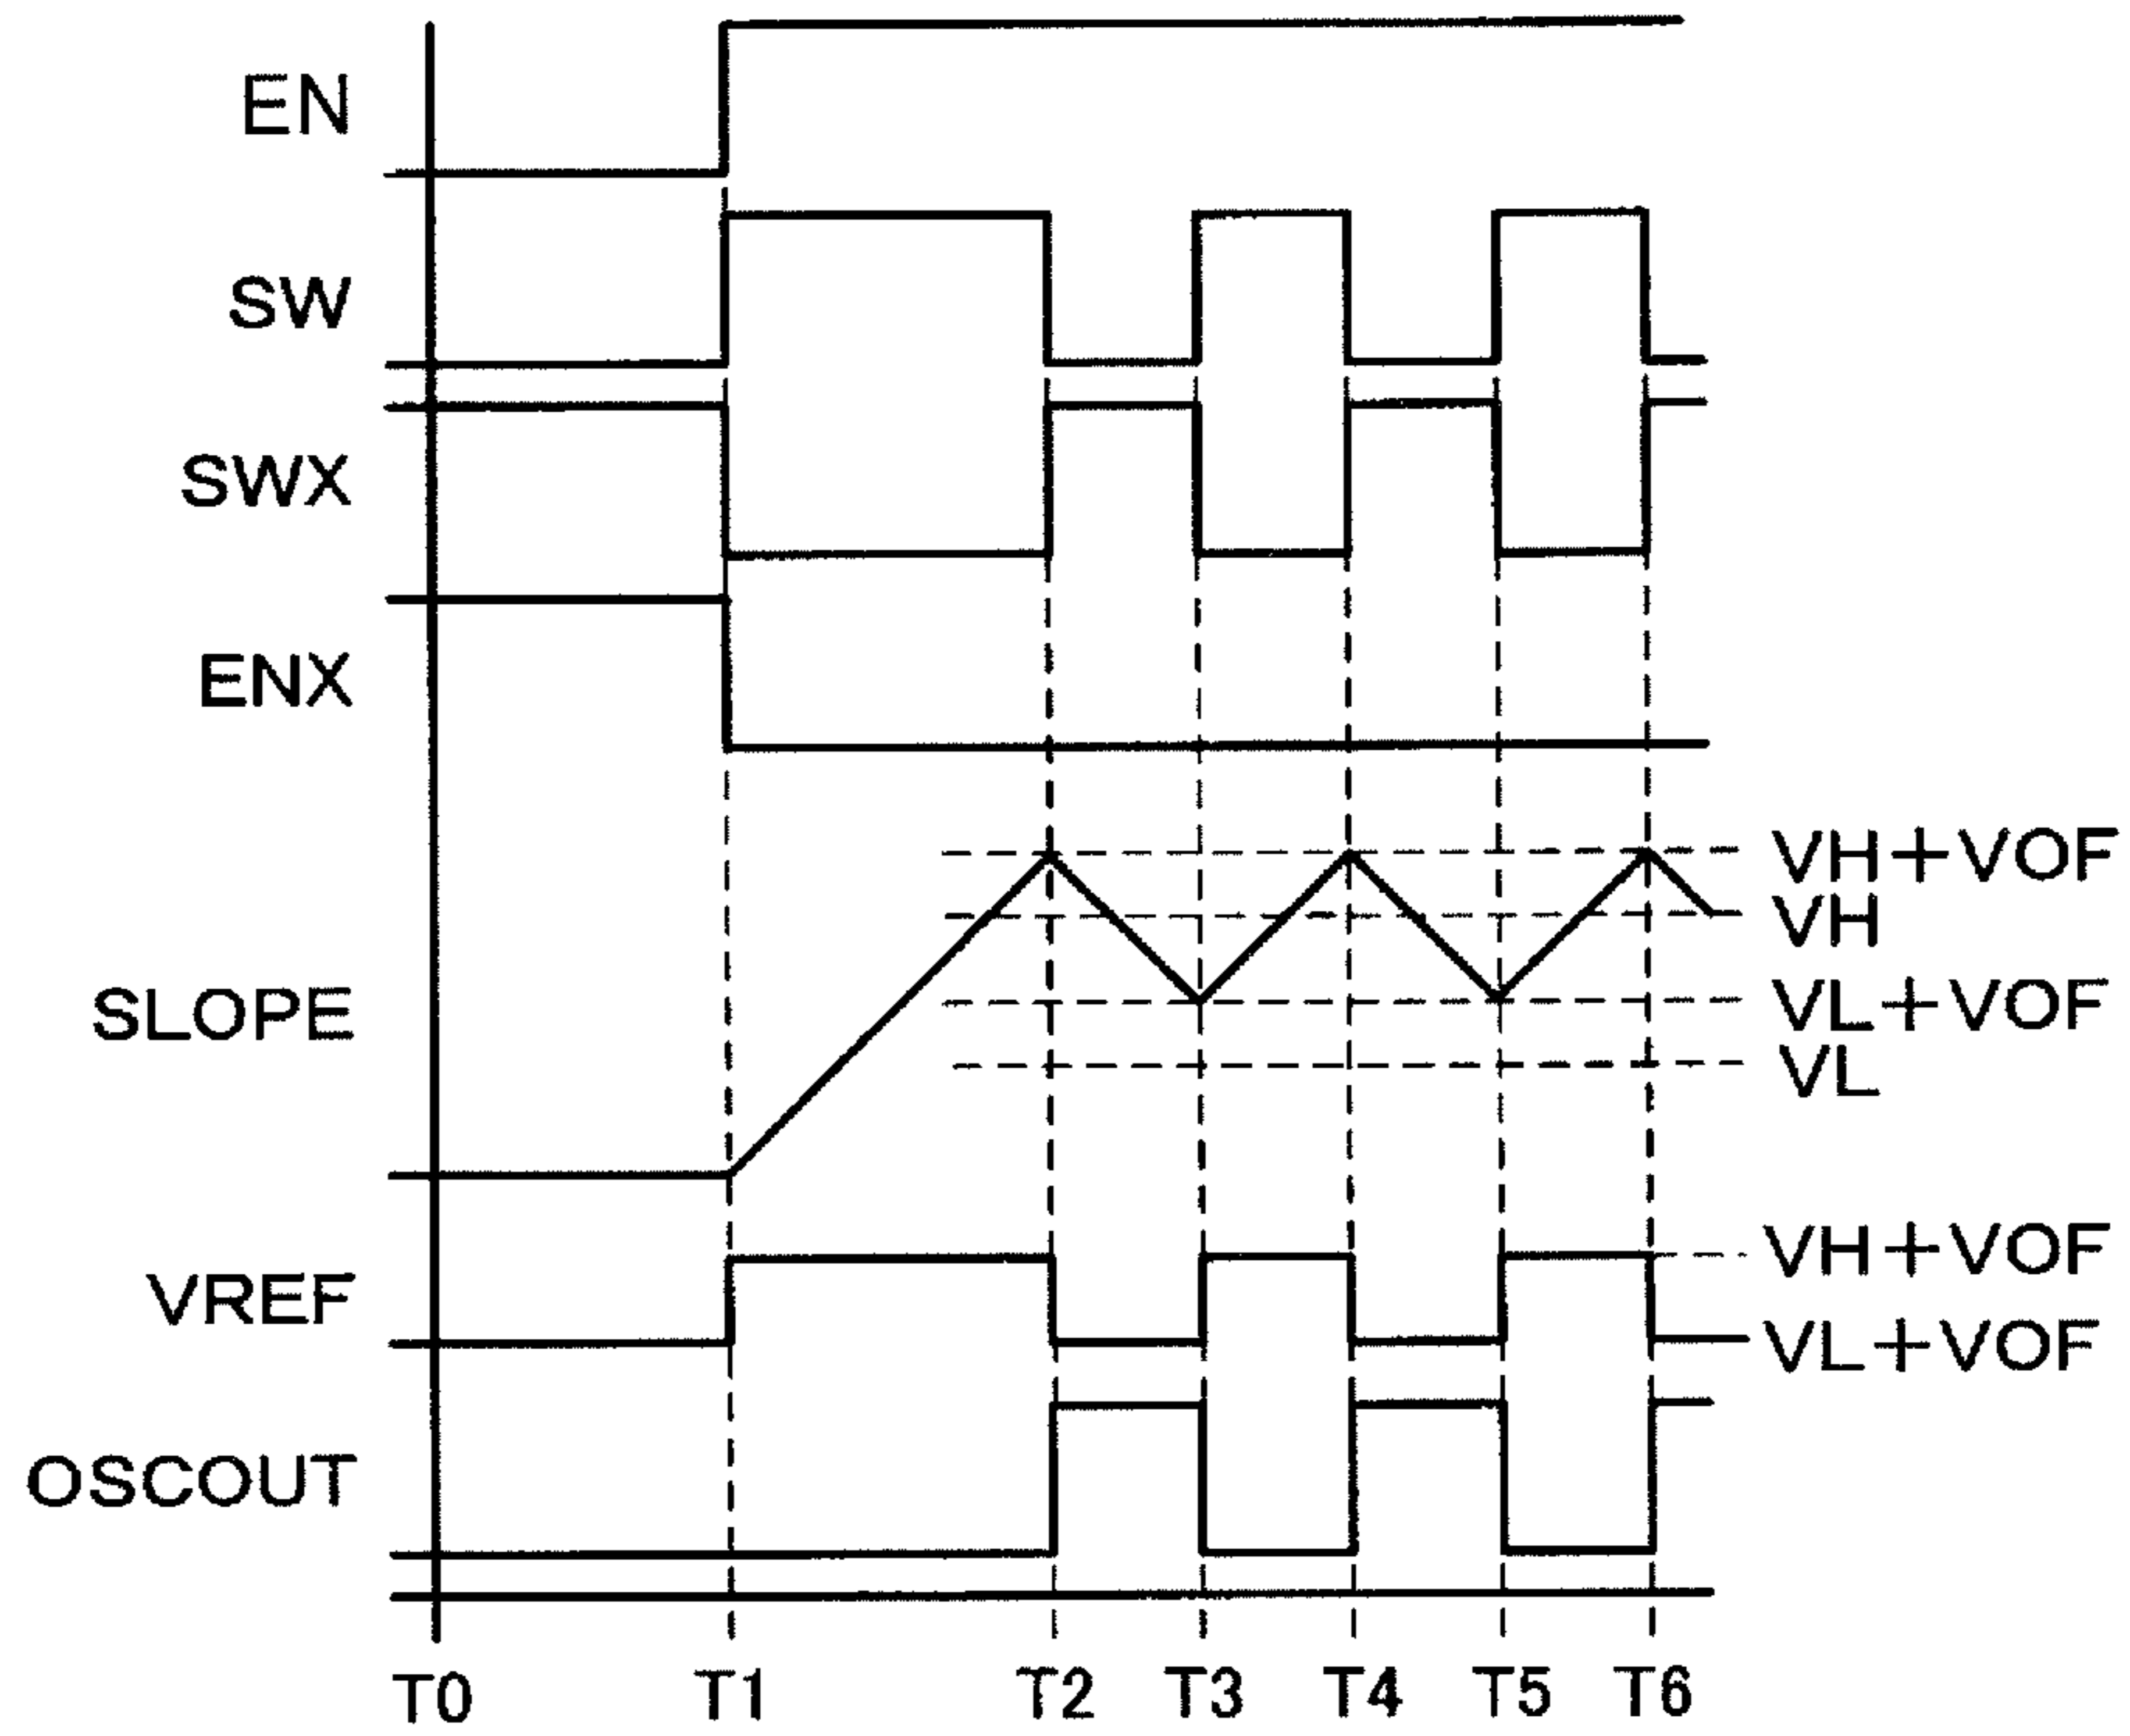 EN
SW
SWX
ENX
VH+VOF
VH
SLOPE
VL+VOF
VL
VH+VOF
VREF
VL+VOF
OSCOUT
T0 T1 T2 T3 T4 T5 T6